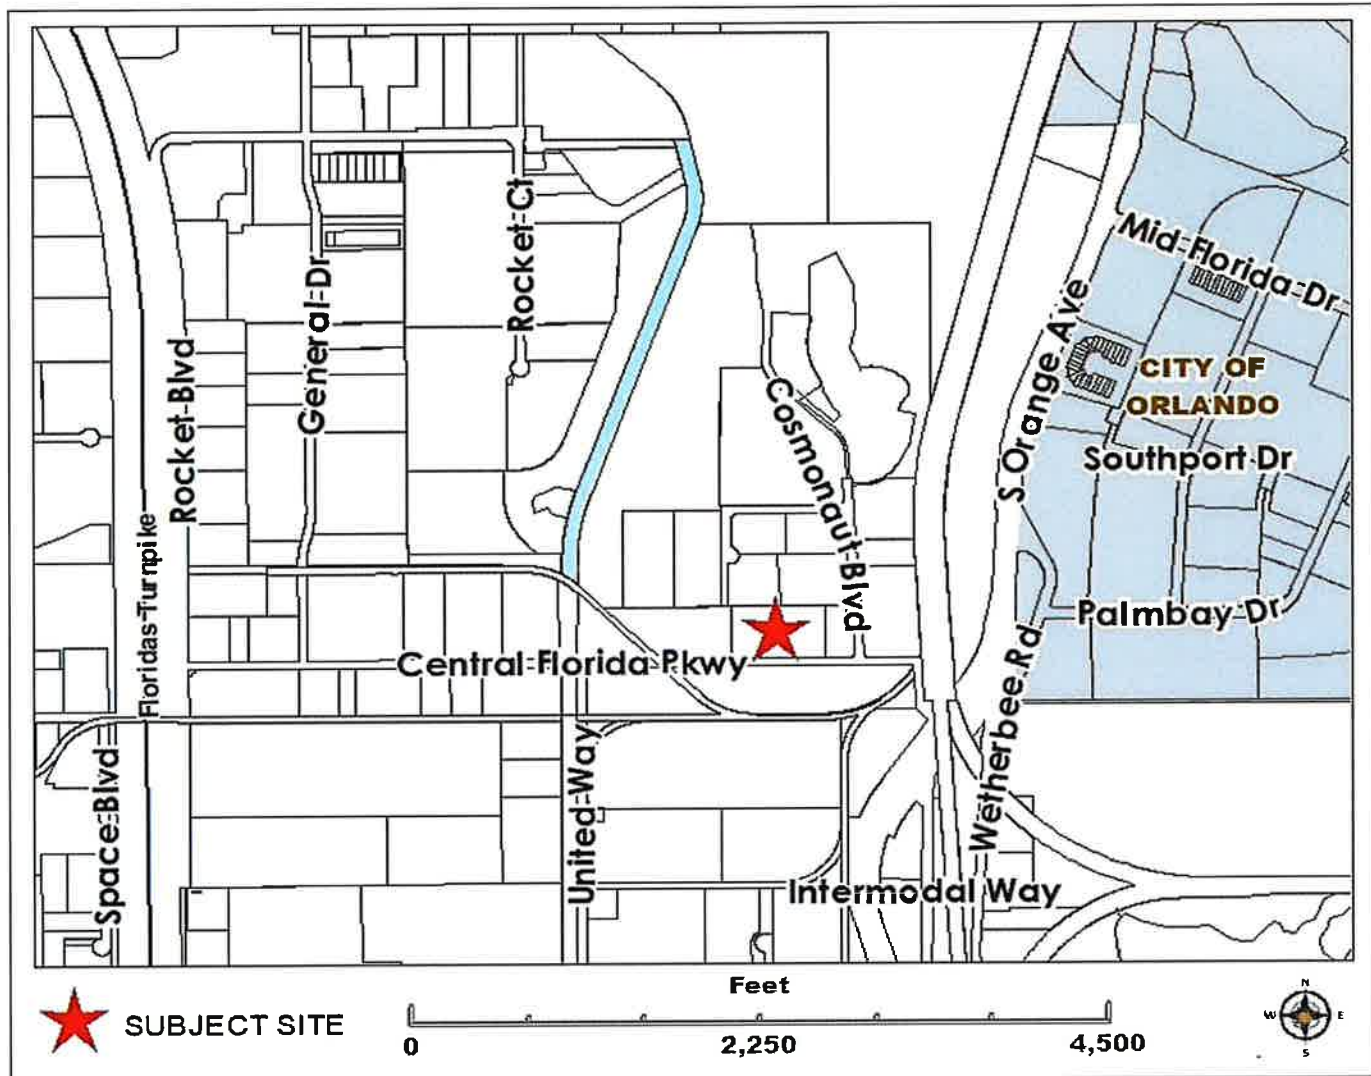 Mid-Florida-Dr
Rocket-Ct
General-Dr
S Orange-Ave
Rocket-Blvd
CITY OF
ORLANDO
Cosmonaut-Blvd
Southport Dr
Floridas-Turnpike
Palmbay Dr
Central-Florida-Pkwy
Wetherbee-Rd
Space-Blvd
United-Way
Intermodal Way
Feet
SUBJECT SITE
0
2,250
4,500
N
W
E
S